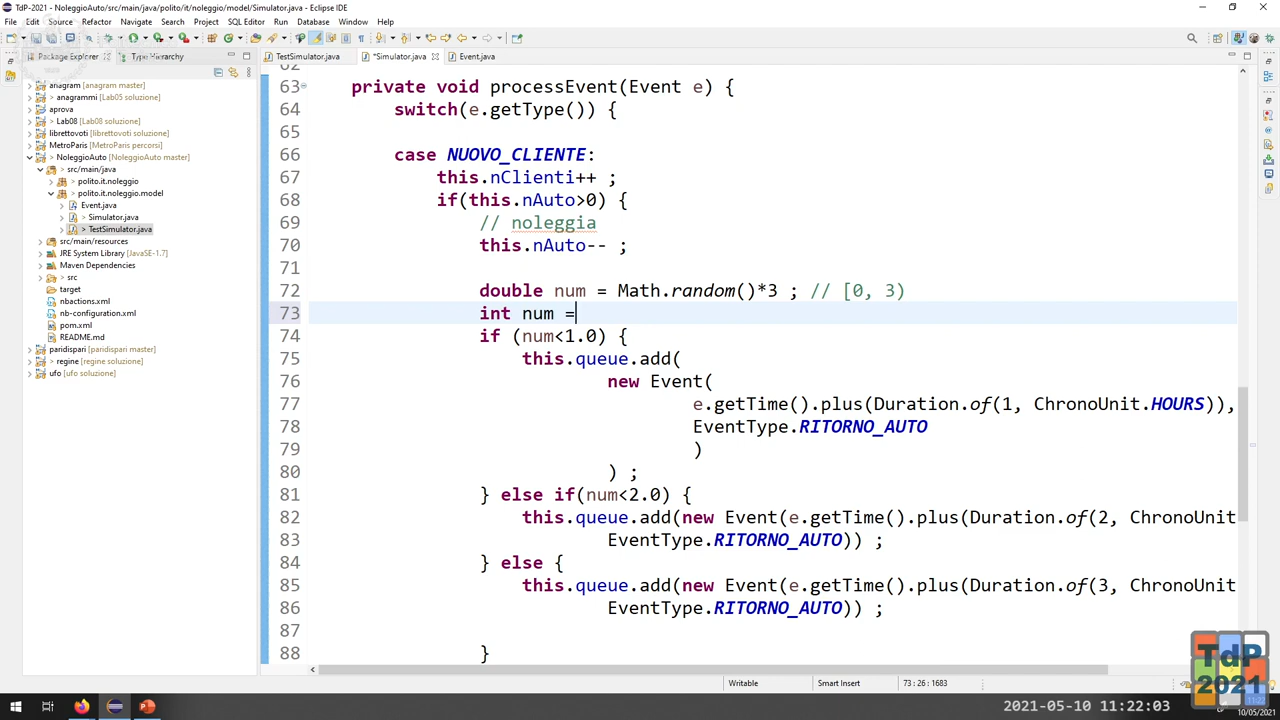 TdP-2021 - NoleggioAuto/src/main/java/polito/it/noleggio/model/Simulator.java - Eclipse IDE
File Edit Source Refactor Navigate Search Project SQL Editor Run Database Window Help
Package Explorer
Type Hierarchy
TestSimulator.java
*Simulator.java
Event.java
anagram [anagram master]
> anagrammi [Lab05 soluzione]
aprova
> Lab08 [Lab08 soluzione]
librettovoti [librettovoti soluzione]
MetroParis [MetroParis percorsi]
> NoleggioAuto [NoleggioAuto master]
> src/main/java
> polito.it.noleggio
> polito.it.noleggio.model
Event.java
> Simulator.java
> TestSimulator.java
src/main/resources
JRE System Library [JavaSE-1.7]
Maven Dependencies
> src
target
nbactions.xml
nb-configuration.xml
pom.xml
README.md
paridispari [paridispari master]
> regine [regine soluzione]
ufo [ufo soluzione]
62
63 private void processEvent(Event e) {
64 switch(e.getType()) {
65
66 case NUOVO_CLIENTE:
67 this.nClienti++ ;
68 if(this.nAuto>0) {
69 // noleggia
70 this.nAuto-- ;
71
72 double num = Math.random()*3 ; // [0, 3)
73 int num =
74 if (num<1.0) {
75 this.queue.add(
76 new Event(
77 e.getTime().plus(Duration.of(1, ChronoUnit.HOURS)),
78 EventType.RITORNO_AUTO
79 )
80 ) ;
81 } else if(num<2.0) {
82 this.queue.add(new Event(e.getTime().plus(Duration.of(2, ChronoUnit
83 EventType.RITORNO_AUTO)) ;
84 } else {
85 this.queue.add(new Event(e.getTime().plus(Duration.of(3, ChronoUnit
86 EventType.RITORNO_AUTO)) ;
87
88 }
Writable
Smart Insert
73 : 26 : 1683
TdP
2021
2021-05-10 11:22:03
10/05/2021